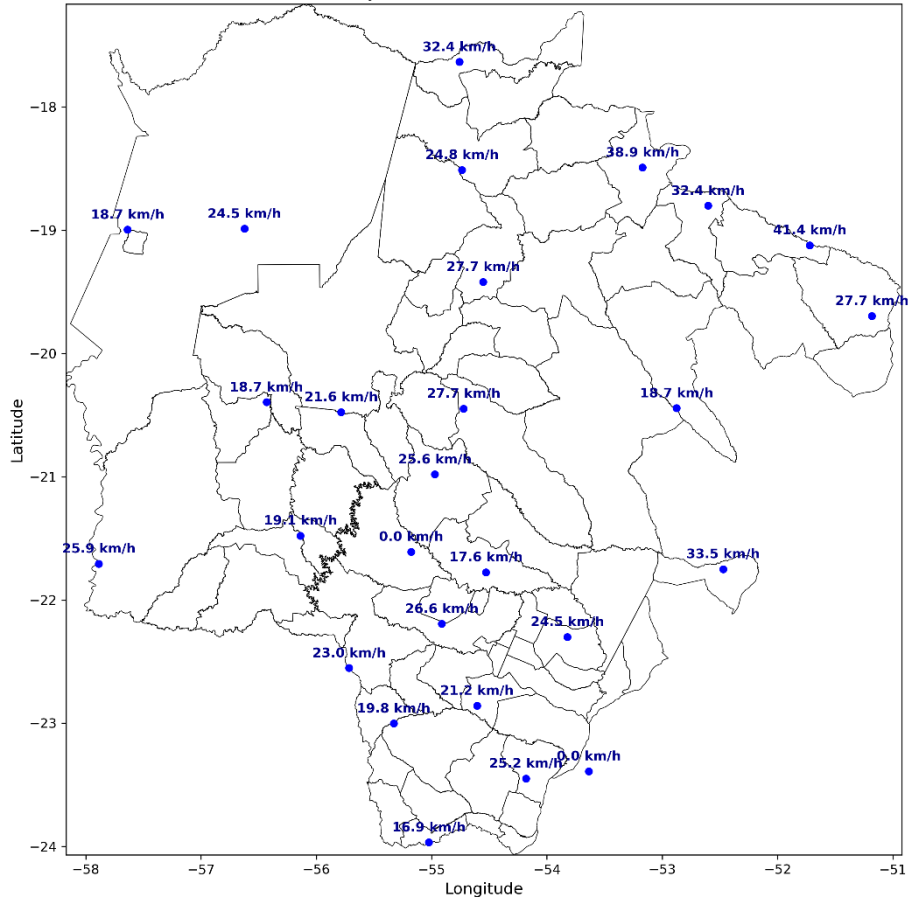 32.4 km/h
−18
24.8 km/h
38.9 km/h
32.4 km/h
18.7 km/h
24.5 km/h
−19
41.4 km/h
27.7 km/h
27.7 km/h
−20
18.7 km/h
21.6 km/h
27.7 km/h
18.7 km/h
Latitude
25.6 km/h
−21
19.1 km/h
0.0 km/h
25.9 km/h
17.6 km/h
33.5 km/h
−22
26.6 km/h
24.5 km/h
23.0 km/h
21.2 km/h
19.8 km/h
−23
25.2 km/h
0.0 km/h
16.9 km/h
−24
−58 −57 −56 −55 −54 −53 −52 −51
Longitude